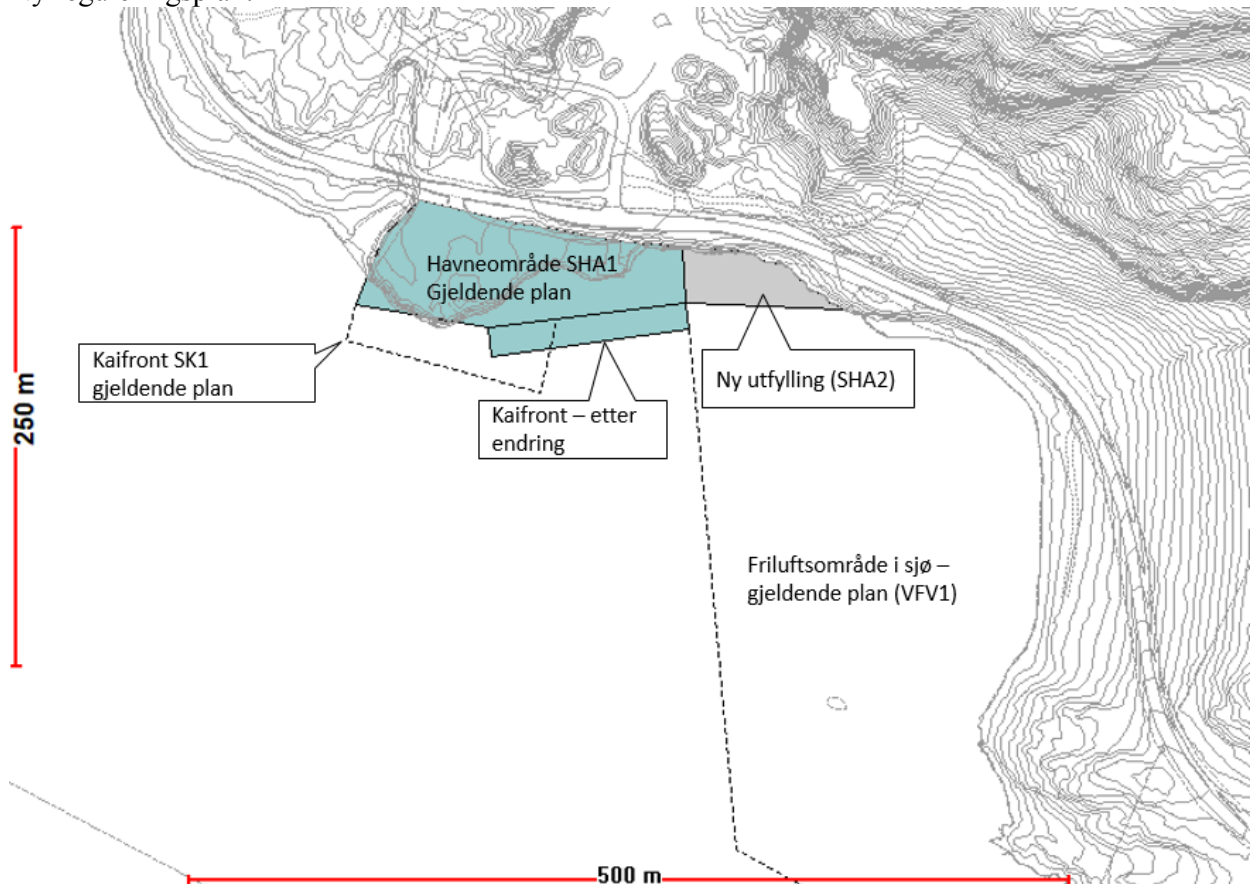 Havneområde SHA1
Gjeldende plan
Kaifront SK1
gjeldende plan
Ny utfylling (SHA2)
Kaifront – etter
endring
250 m
Friluftsområde i sjø –
gjeldende plan (VFV1)
500 m